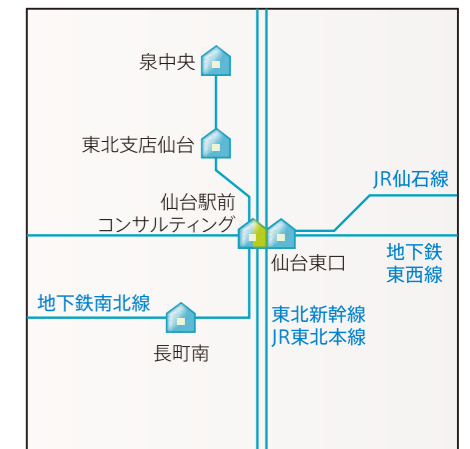 泉中央
東北支店仙台
JR仙石線
仙台駅前
コンサルティング
仙台東口
地下鉄
東西線
地下鉄南北線
東北新幹線
JR東北本線
長町南